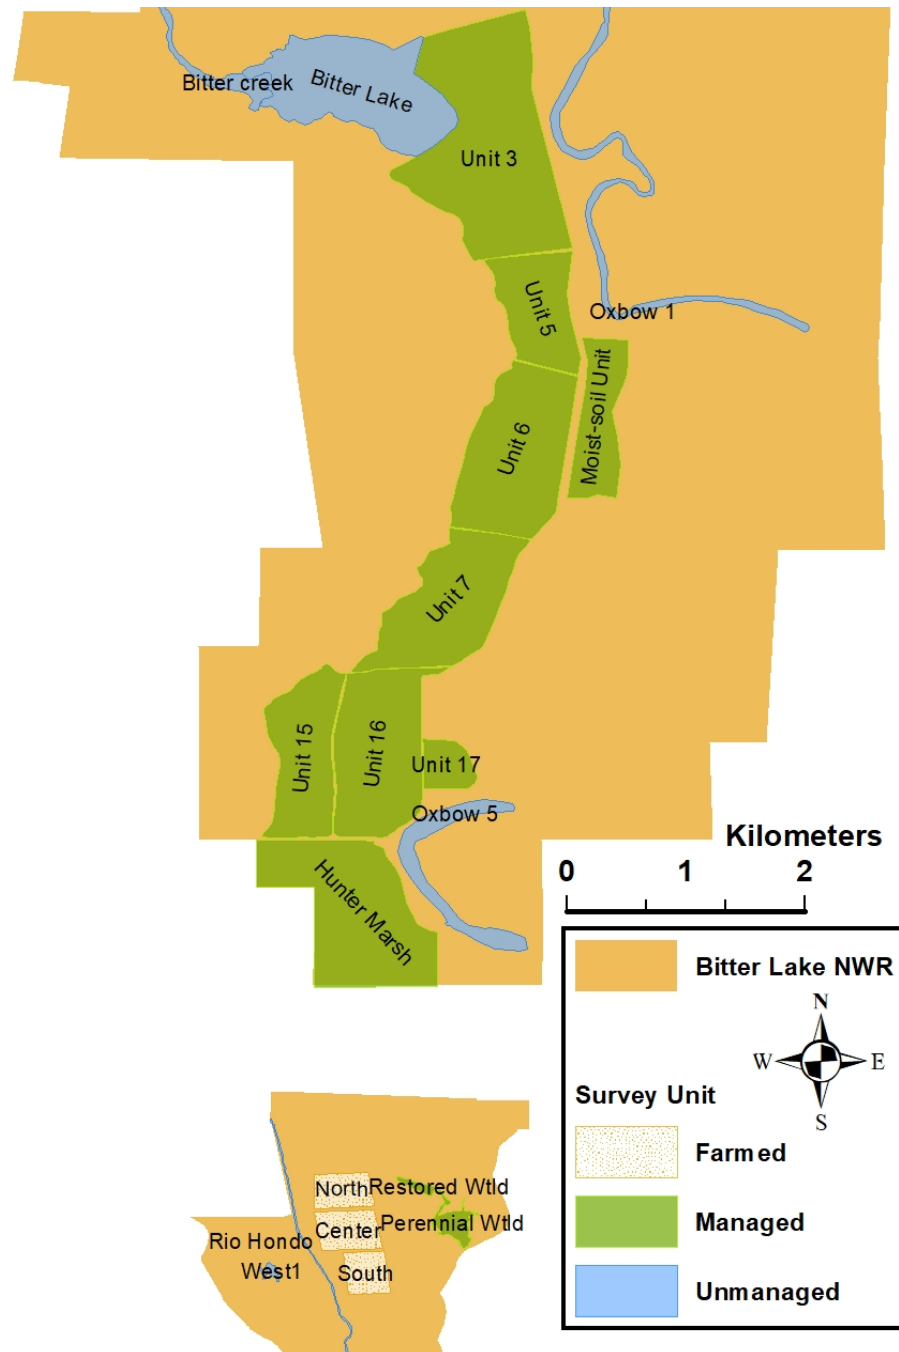 Bitter creek
Bitter Lake
Unit 3
Unit 5
Oxbow 1
Moist-soil Unit
Unit 6
Unit 7
Unit 15
Unit 16
Unit 17
Oxbow 5
Hunter Marsh
Kilometers
0 1 2
Bitter Lake NWR
N
W E
S
Survey Unit
Farmed
Managed
Unmanaged
North
Restored Wtld
Center
Perennial Wtld
Rio Hondo
West1
South